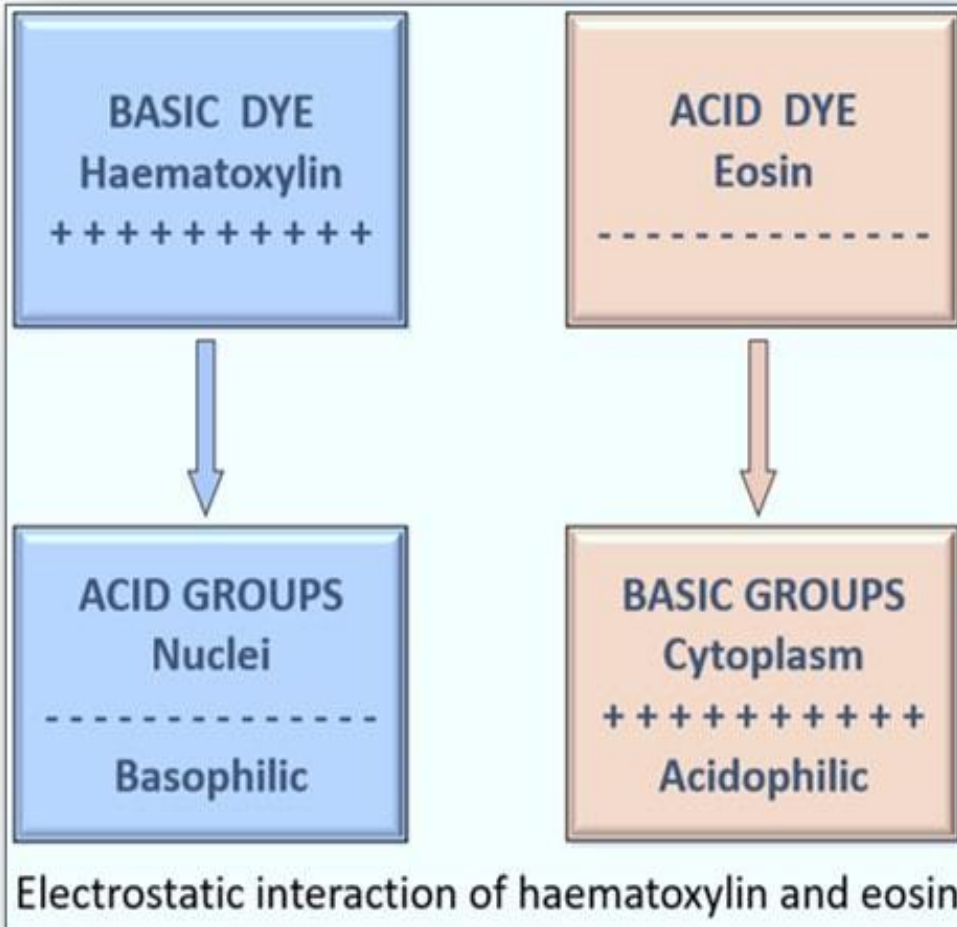 BASIC DYE
Haematoxylin
+ + + + + + + + + +
ACID DYE
Eosin
- - - - - - - - - - - - - -
ACID GROUPS
Nuclei
- - - - - - - - - - - - - -
Basophilic
BASIC GROUPS
Cytoplasm
+ + + + + + + + + +
Acidophilic
Electrostatic interaction of haematoxylin and eosin